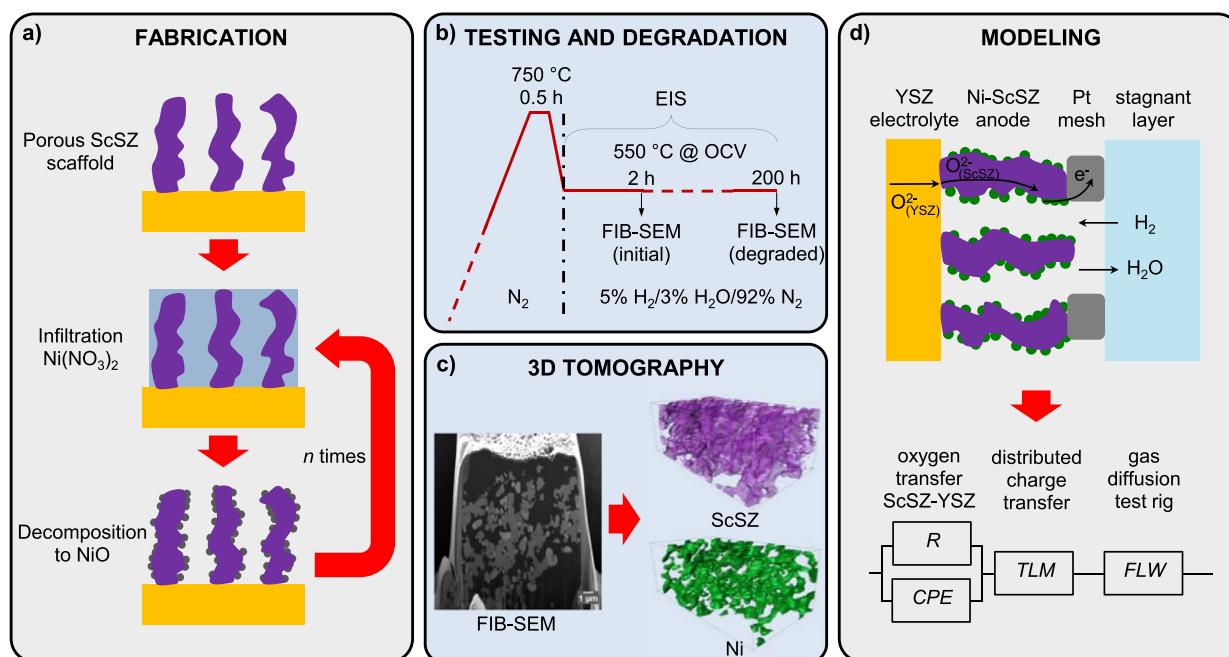 a)
FABRICATION
Porous ScSZ
scaffold
Infiltration
Ni(NO₃)₂
n times
Decomposition
to NiO
b)
TESTING AND DEGRADATION
750 °C
0.5 h
EIS
550 °C @ OCV
2 h
200 h
FIB-SEM
(initial)
FIB-SEM
(degraded)
N₂
5% H₂/3% H₂O/92% N₂
c)
3D TOMOGRAPHY
1 µm
FIB-SEM
ScSZ
Ni
d)
MODELING
YSZ
electrolyte
Ni-ScSZ
anode
Pt
mesh
stagnant
layer
O²⁻(ScSZ)
e⁻
O²⁻(YSZ)
H₂
H₂O
oxygen
transfer
ScSZ-YSZ
distributed
charge
transfer
gas
diffusion
test rig
R
CPE
TLM
FLW